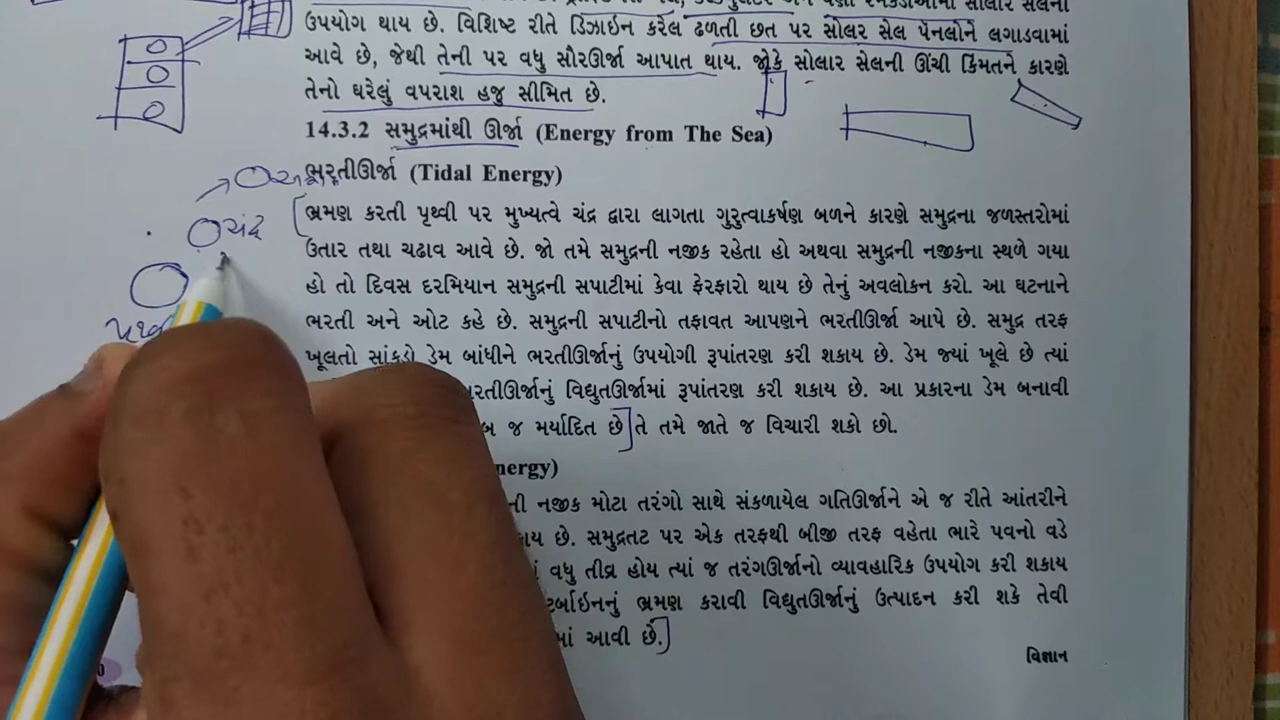 ઉપયોગ થાય છે. વિશિષ્ટ રીતે ડિઝાઇન કરેલ ઢળતી છત પર સોલર સેલ પૅનલોને લગાડવામાં
આવે છે, જેથી તેની પર વધુ સૌરઊર્જા આપાત થાય. જોકે સોલાર સેલની ઊંચી કિંમતને કારણે
તેનો ઘરેલું વપરાશ હજુ સીમિત છે.
14.3.2 સમુદ્રમાંથી ઊર્જા (Energy from The Sea)
ભરતીઊર્જા (Tidal Energy)
ચંદ્ર
ભ્રમણ કરતી પૃથ્વી પર મુખ્યત્વે ચંદ્ર દ્વારા લાગતા ગુરુત્વાકર્ષણ બળને કારણે સમુદ્રના જળસ્તરોમાં
ઉતાર તથા ચઢાવ આવે છે. જો તમે સમુદ્રની નજીક રહેતા હો અથવા સમુદ્રની નજીકના સ્થળે ગયા
હો તો દિવસ દરમિયાન સમુદ્રની સપાટીમાં કેવા ફેરફારો થાય છે તેનું અવલોકન કરો. આ ઘટનાને
ભરતી અને ઓટ કહે છે. સમુદ્રની સપાટીનો તફાવત આપણને ભરતીઊર્જા આપે છે. સમુદ્ર તરફ
ખૂલતો સાંકડો ડેમ બાંધીને ભરતીઊર્જાનું ઉપયોગી રૂપાંતરણ કરી શકાય છે. ડેમ જ્યાં ખૂલે છે ત્યાં
ભરતીઊર્જાનું વિદ્યુતઊર્જામાં રૂપાંતરણ કરી શકાય છે. આ પ્રકારના ડેમ બનાવી
જ મર્યાદિત છે તે તમે જાતે જ વિચારી શકો છો.
નજીક મોટા તરંગો સાથે સંકળાયેલ ગતિઊર્જાને એ જ રીતે આંતરીને
છે. સમુદ્રતટ પર એક તરફથી બીજી તરફ વહેતા ભારે પવનો વડે
વધુ તીવ્ર હોય ત્યાં જ તરંગઊર્જાનો વ્યાવહારિક ઉપયોગ કરી શકાય
ટર્બાઇનનું ભ્રમણ કરાવી વિદ્યુતઊર્જાનું ઉત્પાદન કરી શકે તેવી
આવી છે.
વિજ્ઞાન